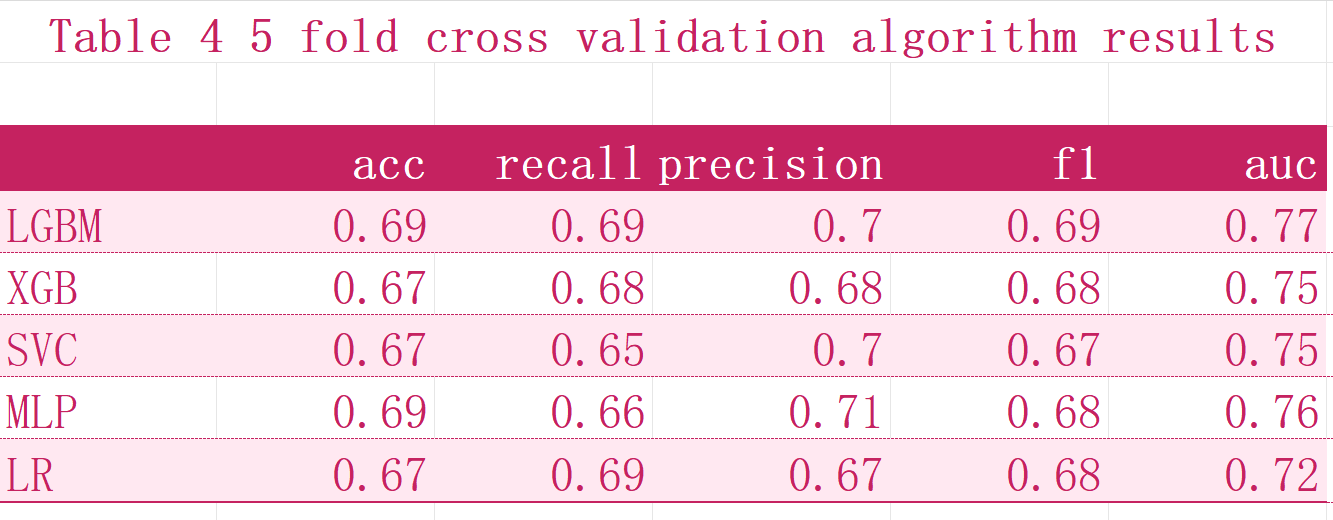 Table 4 5 fold cross validation algorithm results
acc recall precision f1 auc
LGBM 0.69 0.69 0.7 0.69 0.77
XGB 0.67 0.68 0.68 0.68 0.75
SVC 0.67 0.65 0.7 0.67 0.75
MLP 0.69 0.66 0.71 0.68 0.76
LR 0.67 0.69 0.67 0.68 0.72